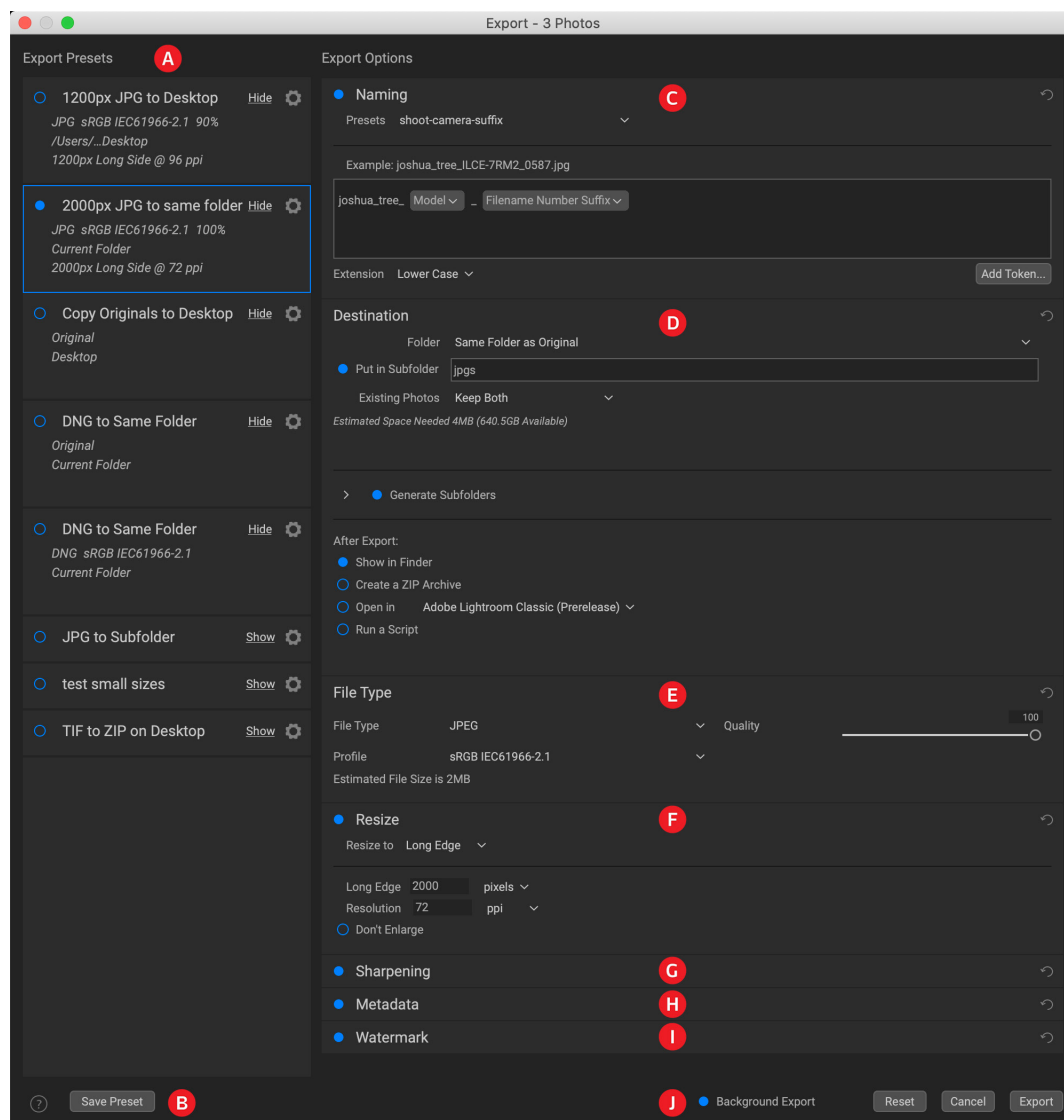 Export - 3 Photos
Export Presets A
1200px JPG to Desktop Hide
JPG sRGB IEC61966-2.1 90%
/Users/...Desktop
1200px Long Side @ 96 ppi
2000px JPG to same folder Hide
JPG sRGB IEC61966-2.1 100%
Current Folder
2000px Long Side @ 72 ppi
Copy Originals to Desktop Hide
Original
Desktop
DNG to Same Folder Hide
Original
Current Folder
DNG to Same Folder Hide
DNG sRGB IEC61966-2.1
Current Folder
JPG to Subfolder Show
test small sizes Show
TIF to ZIP on Desktop Show
? Save Preset B
Export Options
Naming C
Presets shoot-camera-suffix
Example: joshua_tree_ILCE-7RM2_0587.jpg
joshua_tree_ Model _ Filename Number Suffix
Extension Lower Case Add Token...
Destination D
Folder Same Folder as Original
Put in Subfolder jpgs
Existing Photos Keep Both
Estimated Space Needed 4MB (640.5GB Available)
Generate Subfolders
After Export:
Show in Finder
Create a ZIP Archive
Open in Adobe Lightroom Classic (Prerelease)
Run a Script
File Type E
File Type JPEG Quality 100
Profile sRGB IEC61966-2.1
Estimated File Size is 2MB
Resize F
Resize to Long Edge
Long Edge 2000 pixels
Resolution 72 ppi
Don't Enlarge
Sharpening G
Metadata H
Watermark I
J Background Export Reset Cancel Export